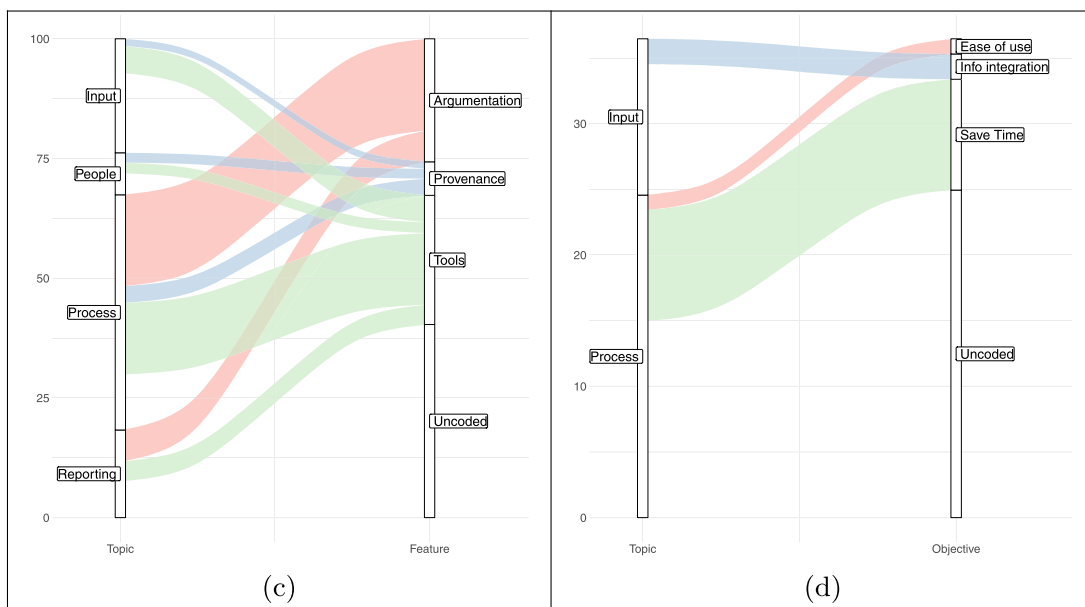 100
75
50
25
0
Input
People
Process
Reporting
Argumentation
Provenance
Tools
Uncoded
Topic
Feature
(c)
30
20
10
0
Input
Process
Ease of use
Info integration
Save Time
Uncoded
Topic
Objective
(d)